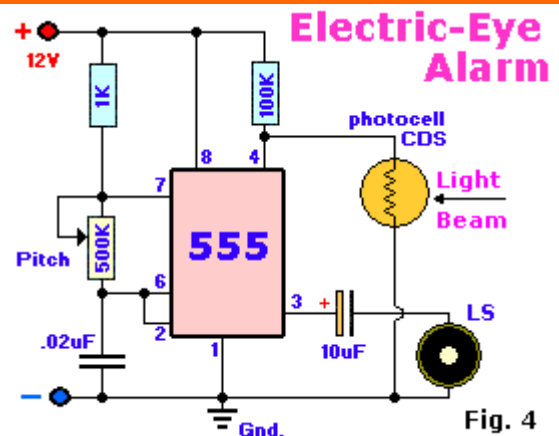 Electric-Eye
Alarm
+
12V
1K
100K
photocell
CDS
8
4
Light
Beam
7
555
Pitch
500K
6
2
3
+
LS
.02uF
1
10uF
−
Gnd.
Fig. 4